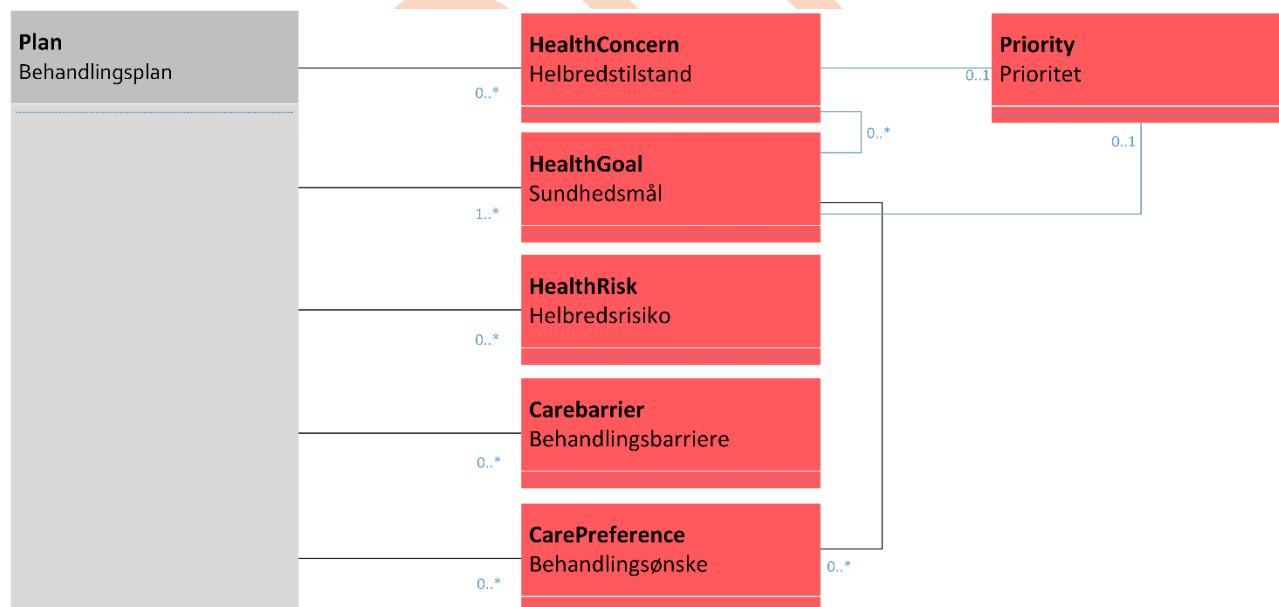 Plan
Behandlingsplan
HealthConcern
Helbredstilstand
Priority
Prioritet
0..*
0..1
0..*
0..1
HealthGoal
Sundhedsmål
1..*
HealthRisk
Helbredsrisiko
0..*
Carebarrier
Behandlingsbarriere
0..*
CarePreference
Behandlingsønske
0..*
0..*